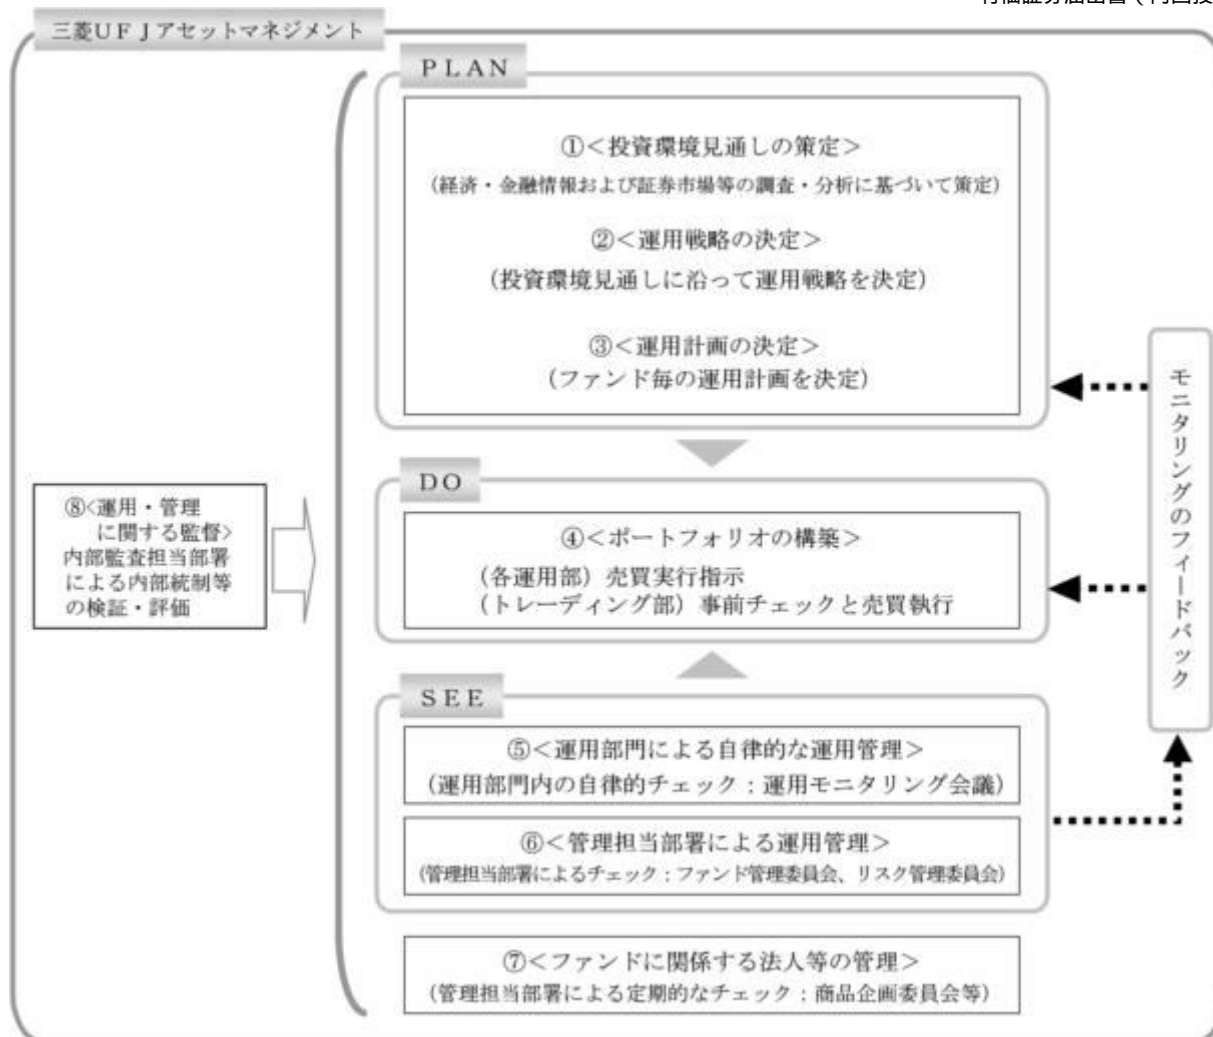 三菱UFJアセットマネジメント
PLAN
①<投資環境見通しの策定>
(経済・金融情報および証券市場等の調査・分析に基づいて策定)
②<運用戦略の決定>
(投資環境見通しに沿って運用戦略を決定)
③<運用計画の決定>
(ファンド毎の運用計画を決定)
DO
④<ポートフォリオの構築>
(各運用部)売買実行指示
(トレーディング部)事前チェックと売買執行
SEE
⑤<運用部門による自律的な運用管理>
(運用部門内の自律的チェック:運用モニタリング会議)
⑥<管理担当部署による運用管理>
(管理担当部署によるチェック:ファンド管理委員会、リスク管理委員会)
⑦<ファンドに関係する法人等の管理>
(管理担当部署による定期的なチェック:商品企画委員会等)
⑧<運用・管理
に関する監督>
内部監査担当部署
による内部統制等
の検証・評価
モニタリングのフィードバック